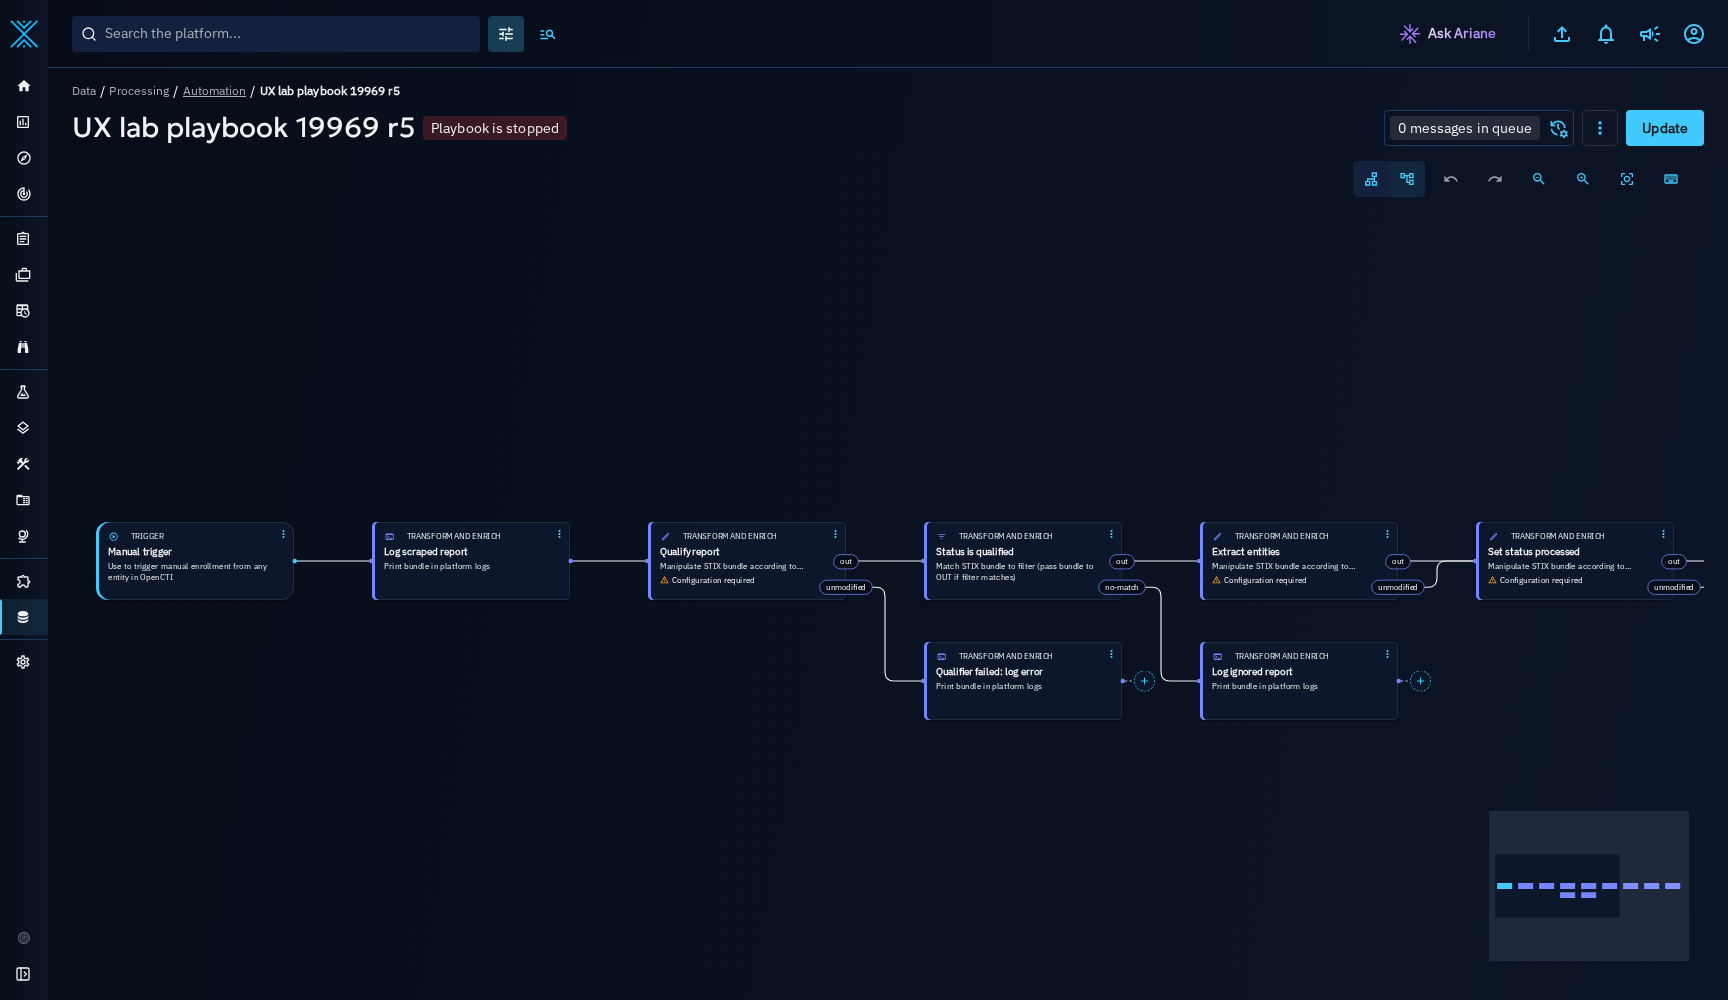 Search the platform...
Ask Ariane
Data / Processing / Automation / UX lab playbook 19969 r5
UX lab playbook 19969 r5
Playbook is stopped
0 messages in queue
Update
TRIGGER
Manual trigger
Use to trigger manual enrollment from any
entity in OpenCTI
TRANSFORM AND ENRICH
Log scraped report
Print bundle in platform logs
TRANSFORM AND ENRICH
Qualify report
Manipulate STIX bundle according to...
Configuration required
out
unmodified
TRANSFORM AND ENRICH
Status is qualified
Match STIX bundle to filter (pass bundle to
OUT if filter matches)
out
no-match
TRANSFORM AND ENRICH
Extract entities
Manipulate STIX bundle according to...
Configuration required
out
unmodified
TRANSFORM AND ENRICH
Set status processed
Manipulate STIX bundle according to...
Configuration required
out
unmodified
TRANSFORM AND ENRICH
Qualifier failed: log error
Print bundle in platform logs
TRANSFORM AND ENRICH
Log ignored report
Print bundle in platform logs